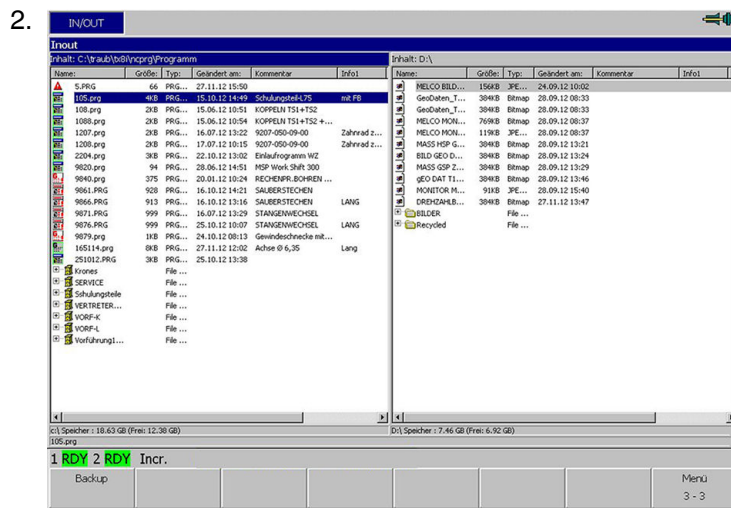 2.
IN/OUT
Inout
Inhalt: C:\traub\tx8i\ncprg\Programm
Name: Größe: Typ: Geändert am: Kommentar Info1
5.PRG 66 PRG... 27.11.12 15:50
105.prg 4KB PRG... 15.10.12 14:49 Schulungsteil-L75 mit FB
108.prg 2KB PRG... 15.06.12 10:51 KOPPELN TS1+TS2
1088.prg 2KB PRG... 15.06.12 10:54 KOPPELN TS1+TS2 +...
1207.prg 2KB PRG... 16.07.12 13:22 9207-050-09-00 Zahnrad z...
1208.prg 2KB PRG... 17.07.12 10:15 9207-050-09-00 Zahnrad z...
2204.prg 3KB PRG... 22.10.12 13:02 Einlaufrogramm WZ
9820.prg 94 PRG... 28.06.12 14:51 MSP Work Shift 300
9840.prg 375 PRG... 20.01.12 10:24 RECHENPR.BOHREN ...
9861.PRG 928 PRG... 16.10.12 14:21 SAUBERSTECHEN
9866.PRG 913 PRG... 16.10.12 13:16 SAUBERSTECHEN LANG
9871.PRG 999 PRG... 16.07.12 13:29 STANGENWECHSEL
9876.PRG 999 PRG... 25.10.12 10:07 STANGENWECHSEL LANG
9879.prg 1KB PRG... 24.10.12 08:13 Gewindeschnecke mit...
165114.prg 8KB PRG... 27.11.12 12:02 Achse Ø 6,35 Lang
251012.PRG 3KB PRG... 25.10.12 13:38
Krones File ...
SERVICE File ...
Sshulungsteile File ...
VERTRETER... File ...
VORF-K File ...
VORF-L File ...
Vorführung1... File ...
c:\ Speicher : 18.63 GB (Frei: 12.38 GB)
105.prg
Inhalt: D:\
Name: Größe: Typ: Geändert am: Kommentar Info1
MELCO BILD... 156KB JPE... 24.09.12 10:02
GeoDaten_T... 384KB Bitmap 28.09.12 08:33
GeoDaten_T... 384KB Bitmap 28.09.12 08:33
MELCO MON... 769KB Bitmap 28.09.12 08:37
MELCO MON... 119KB JPE... 28.09.12 08:37
MASS HSP G... 384KB Bitmap 28.09.12 13:21
BILD GEO D... 384KB Bitmap 28.09.12 13:24
MASS GSP Z... 384KB Bitmap 28.09.12 13:29
gEO DAT T1... 384KB Bitmap 28.09.12 13:46
MONITOR M... 91KB JPE... 28.09.12 15:40
DREHZAHLB... 384KB Bitmap 27.11.12 13:47
BILDER File ...
Recycled File ...
D:\ Speicher : 7.46 GB (Frei: 6.92 GB)
1 RDY 2 RDY Incr.
Backup
Menü
3 - 3